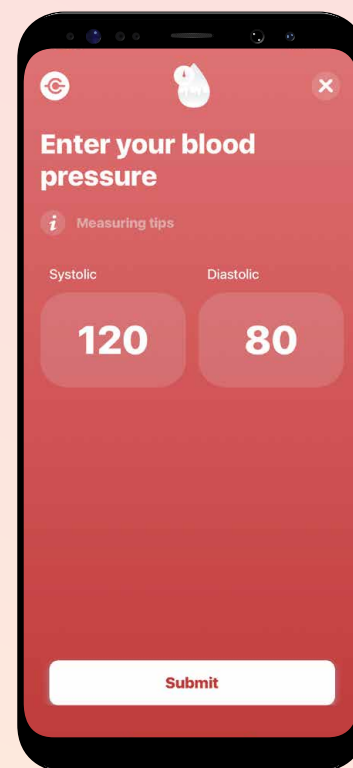 Enter your blood
pressure
i Measuring tips
Systolic Diastolic
120 80
Submit